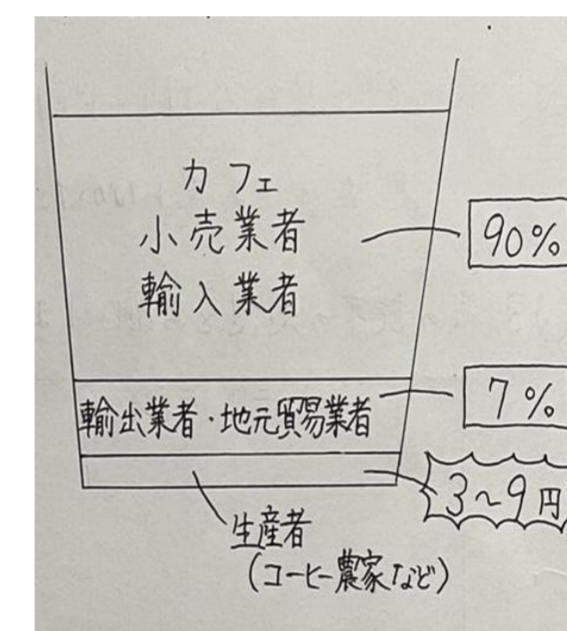 カフェ
小売業者
輸入業者
90%
輸出業者・地元貿易業者
7%
3〜9円
生産者
(コーヒー農家など)